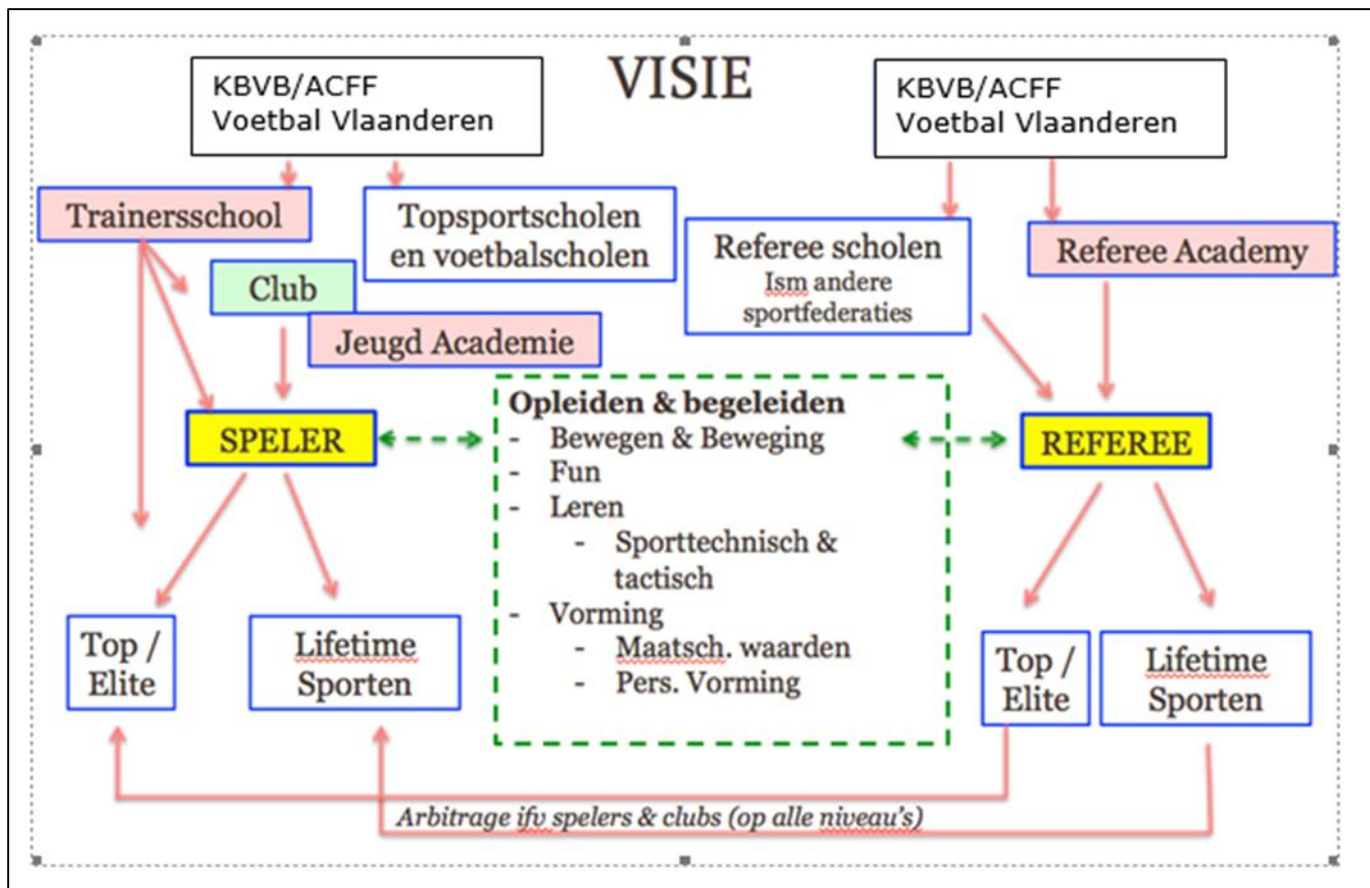 VISIE
KBVB/ACFF
Voetbal Vlaanderen
KBVB/ACFF
Voetbal Vlaanderen
Trainersschool
Topsportscholen
en voetbalscholen
Club
Jeugd Academie
Referee scholen
Ism andere
sportfederaties
Referee Academy
SPELER
Opleiden & begeleiden
- Bewegen & Beweging
- Fun
- Leren
- Sporttechnisch &
tactisch
- Vorming
- Maatsch. waarden
- Pers. Vorming
REFEREE
Top /
Elite
Lifetime
Sporten
Top /
Elite
Lifetime
Sporten
Arbitrage ifv spelers & clubs (op alle niveau's)